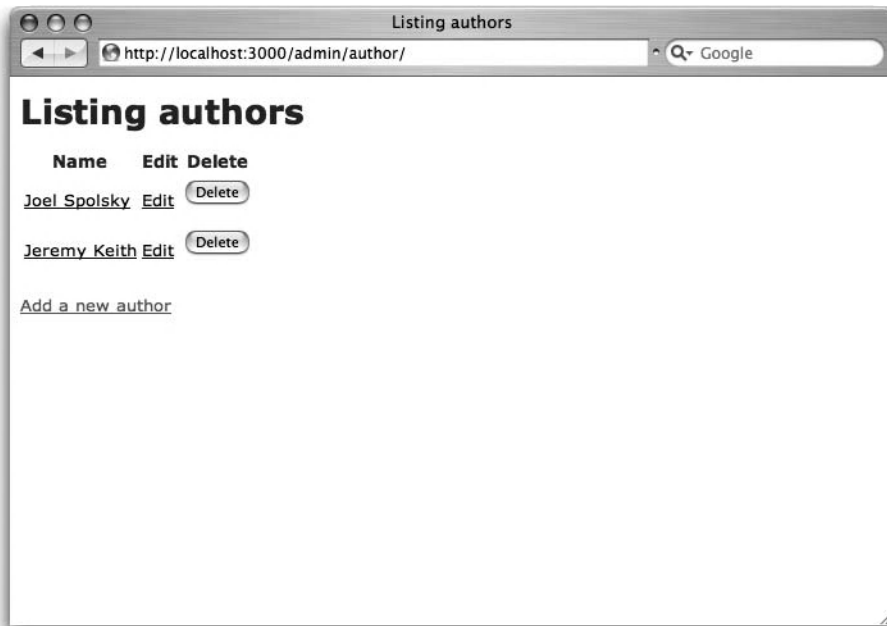 Listing authors
http://localhost:3000/admin/author/
Google
Listing authors
Name Edit Delete
Joel Spolsky Edit Delete
Jeremy Keith Edit Delete
Add a new author